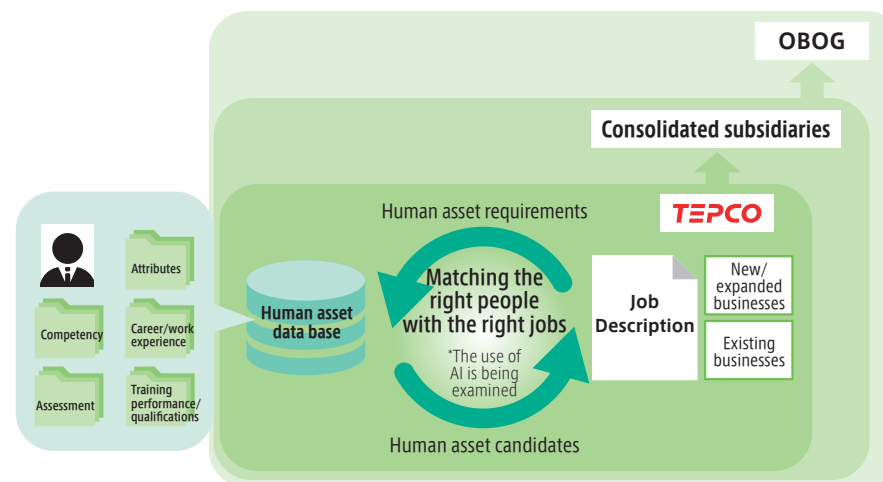 OBOG
Consolidated subsidiaries
TEPCO
Human asset requirements
Attributes
Competency
Career/work
experience
Assessment
Training
performance/
qualifications
Human asset
data base
Matching the
right people
with the right jobs
*The use of
AI is being
examined
Job
Description
New/
expanded
businesses
Existing
businesses
Human asset candidates